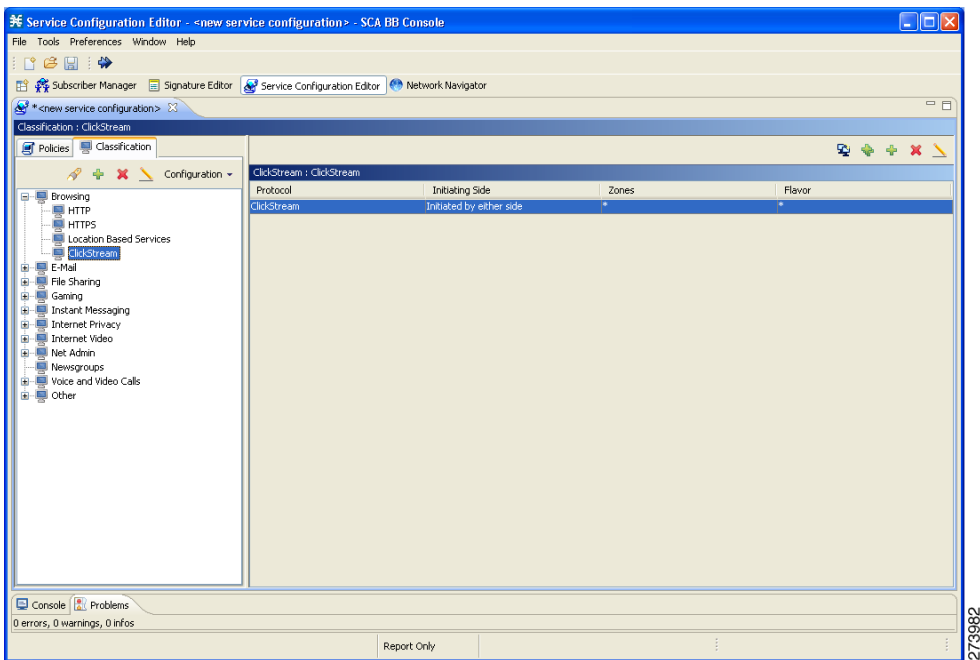 Service Configuration Editor - <new service configuration> - SCA BB Console
File Tools Preferences Window Help
Subscriber Manager Signature Editor Service Configuration Editor Network Navigator
*<new service configuration>
Classification : ClickStream
Policies Classification
Configuration
ClickStream : ClickStream
Protocol Initiating Side Zones Flavor
ClickStream Initiated by either side * *
Browsing
HTTP
HTTPS
Location Based Services
ClickStream
E-Mail
File Sharing
Gaming
Instant Messaging
Internet Privacy
Internet Video
Net Admin
Newsgroups
Voice and Video Calls
Other
Console Problems
0 errors, 0 warnings, 0 infos
Report Only
273982